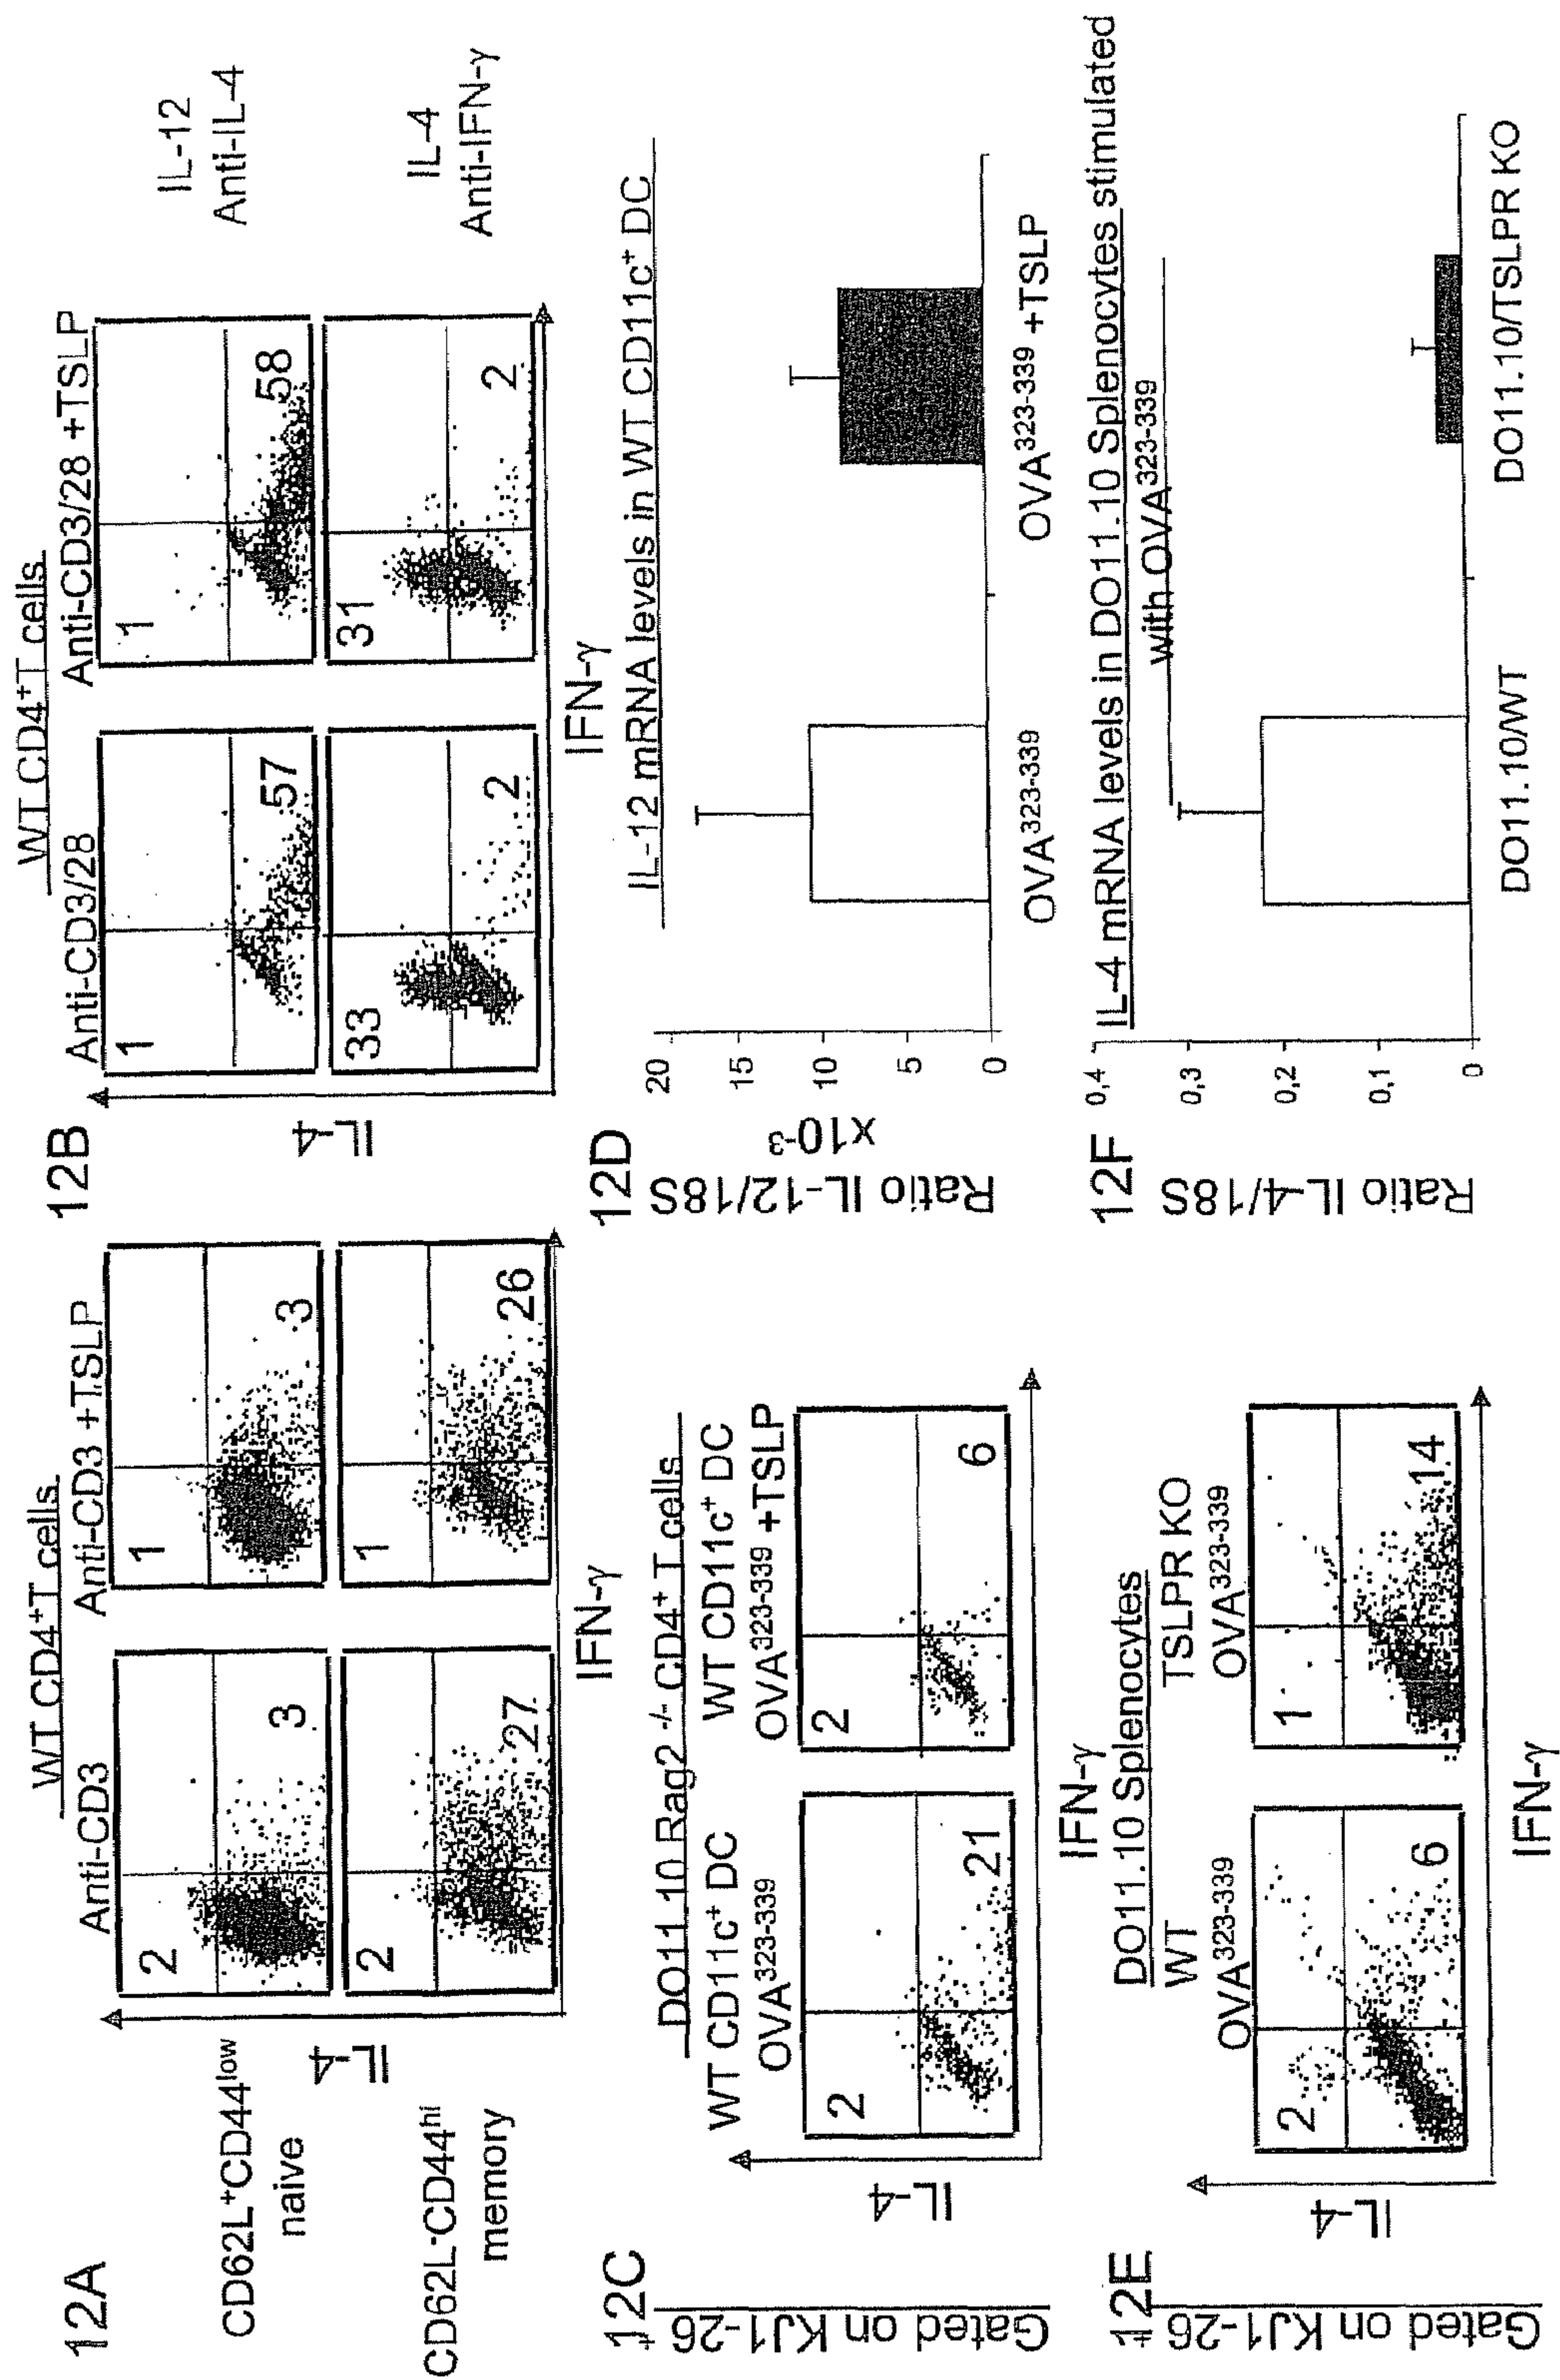 12A
WT CD4⁺T cells
Anti-CD3
Anti-CD3 +TSLP
CD62L⁺CD44ˡᵒʷ
naive
2
3
1
3
CD62L⁻CD44ʰⁱ
memory
2
27
1
26
IL-4
IFN-γ
12B
WT CD4⁺T cells
Anti-CD3/28
Anti-CD3/28 +TSLP
1
57
1
58
IL-12
Anti-IL-4
33
2
31
2
IL-4
Anti-IFN-γ
IL-4
IFN-γ
12C
Gated on KJ1-26⁺
DO11.10 Rag2 ⁻/⁻ CD4⁺ T cells
WT CD11c⁺ DC
OVA³²³⁻³³⁹
WT CD11c⁺ DC
OVA³²³⁻³³⁹ +TSLP
2
21
2
6
IL-4
IFN-γ
12D
IL-12 mRNA levels in WT CD11c⁺ DC
Ratio IL-12/18S
x10⁻³
20
15
10
5
0
OVA³²³⁻³³⁹
OVA³²³⁻³³⁹ +TSLP
12E
Gated on KJ1-26⁺
DO11.10 Splenocytes
WT
OVA³²³⁻³³⁹
TSLPR KO
OVA³²³⁻³³⁹
2
6
1
14
IL-4
IFN-γ
12F
IL-4 mRNA levels in DO11.10 Splenocytes stimulated
with OVA³²³⁻³³⁹
Ratio IL-4/18S
0,4
0,3
0,2
0,1
0
DO11.10/WT
DO11.10/TSLPR KO